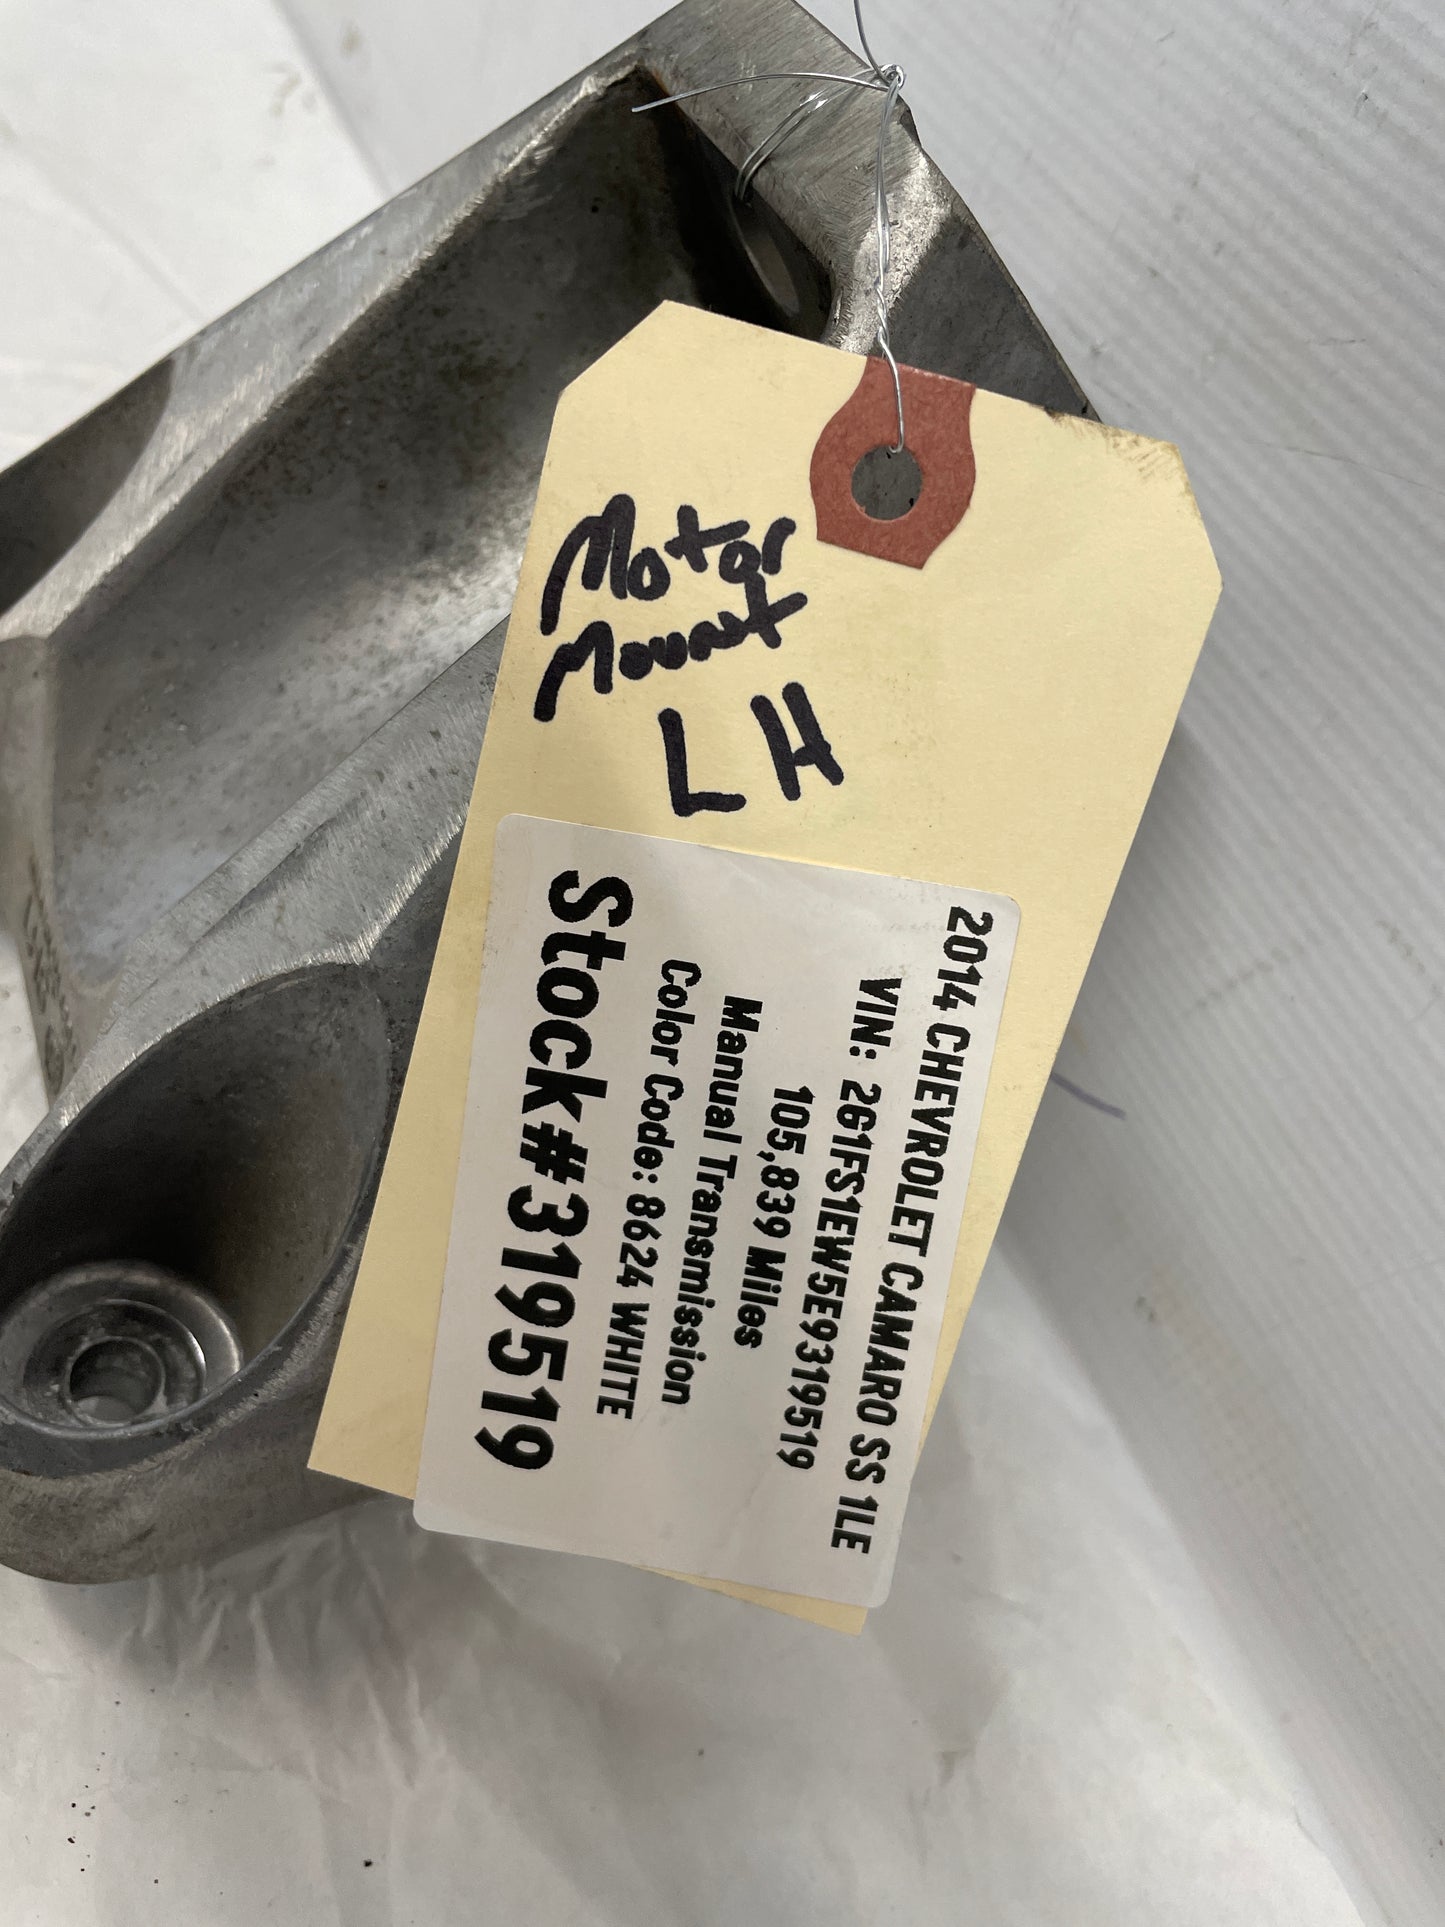 Motor
Mount
LH
2014 CHEVROLET CAMARO SS 1LE
VIN: 2G1FS1EW5E9319519
105,839 Miles
Manual Transmission
Color Code: 8624 WHITE
Stock#319519